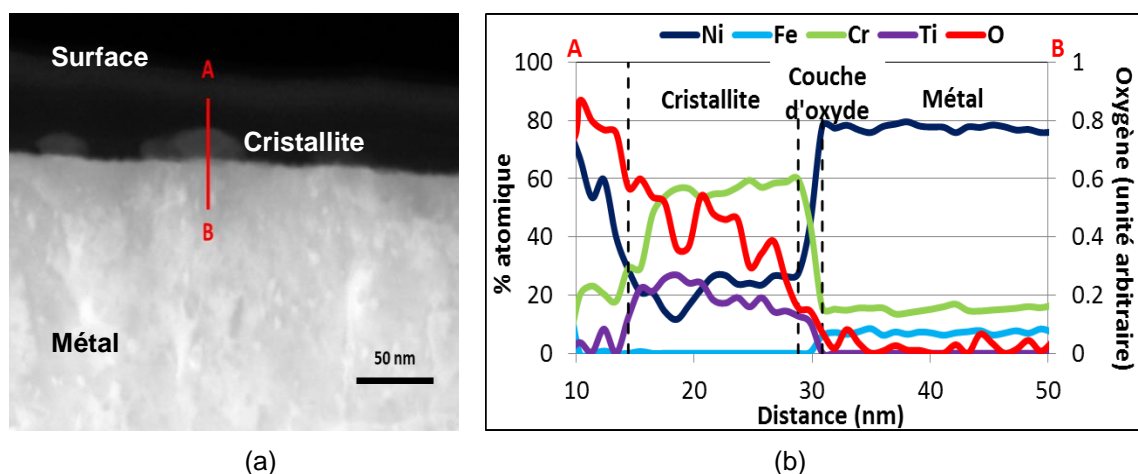 Surface
A
Cristallite
B
Métal
50 nm
(a)
Ni Fe Cr Ti O
A B
100 1
80 0.8
60 0.6
40 0.4
20 0.2
0 0
Cristallite
Couche
d'oxyde
Métal
% atomique
Oxygène (unité arbitraire)
10 20 30 40 50
Distance (nm)
(b)